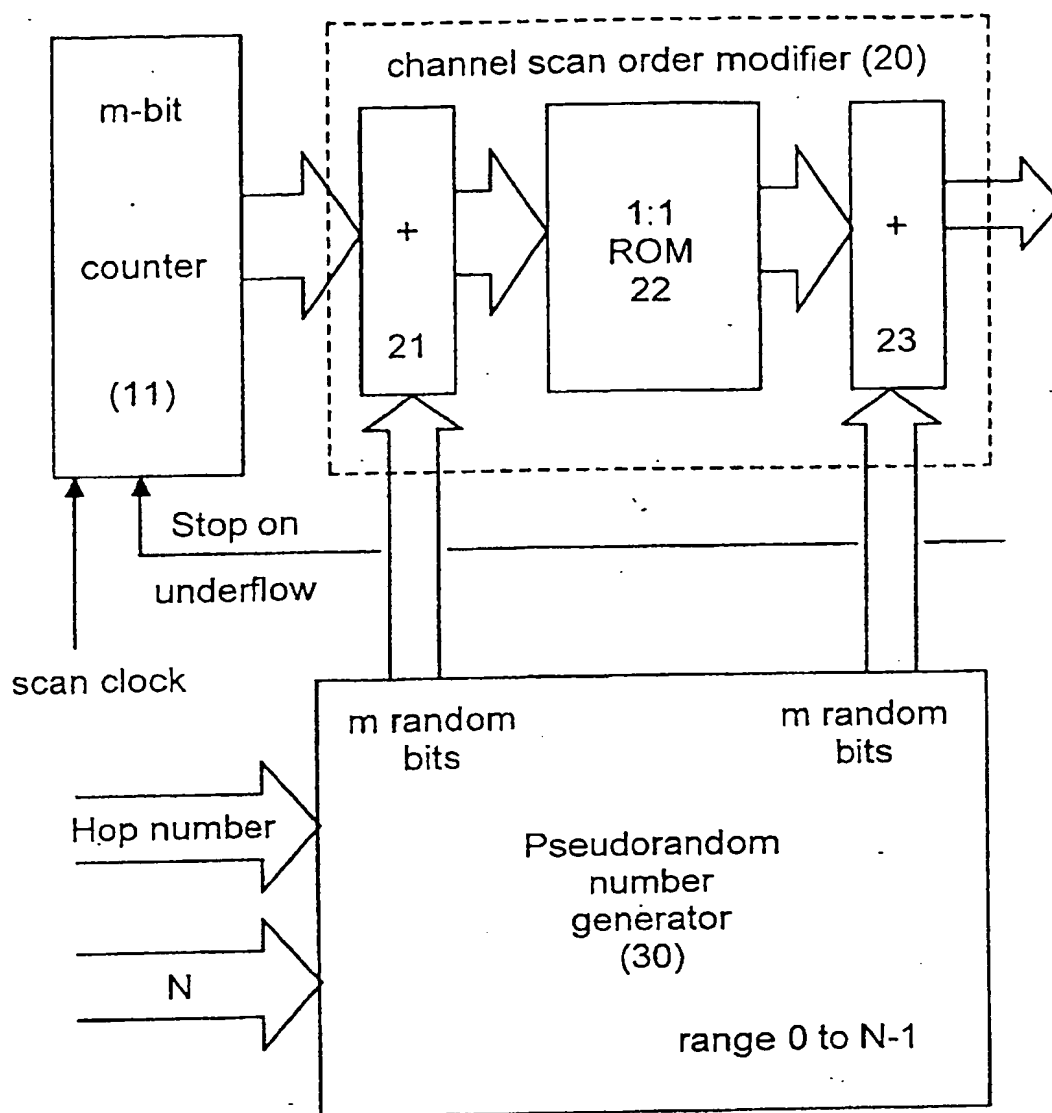 channel scan order modifier (20)
m-bit
counter
(11)
+
21
1:1
ROM
22
+
23
Stop on
underflow
scan clock
m random
bits
m random
bits
Hop number
N
Pseudorandom
number
generator
(30)
range 0 to N-1